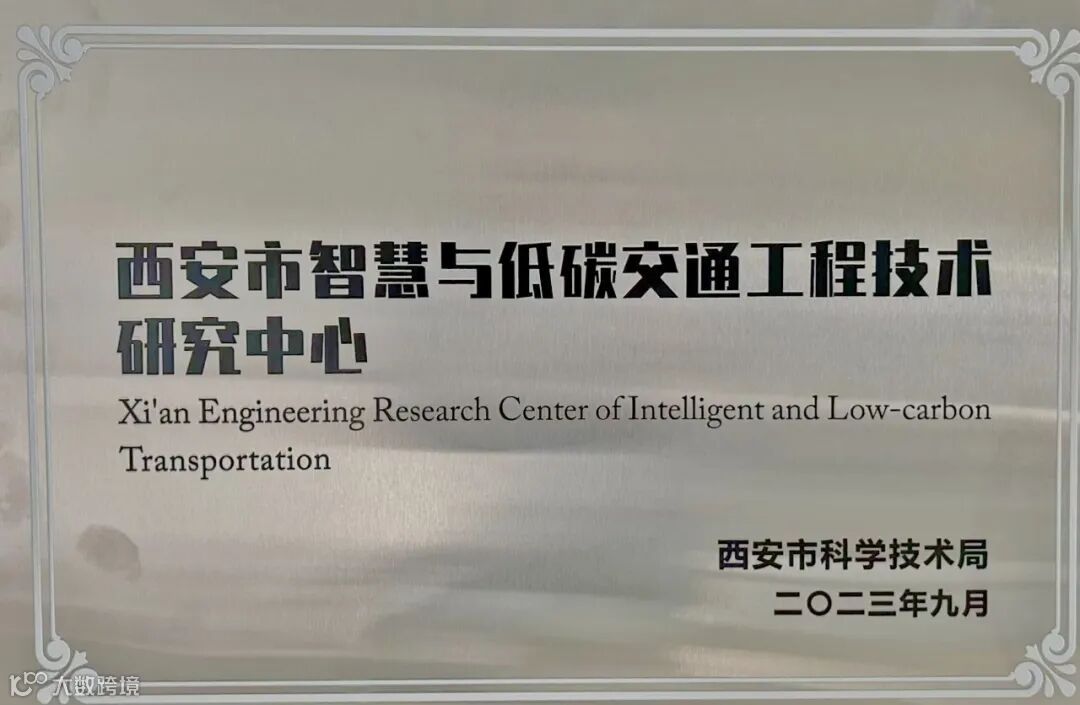 西安市智慧与低碳交通工程技术
研究中心
Xi'an Engineering Research Center of Intelligent and Low-carbon
Transportation
西安市科学技术局
二〇二三年九月
大数跨境